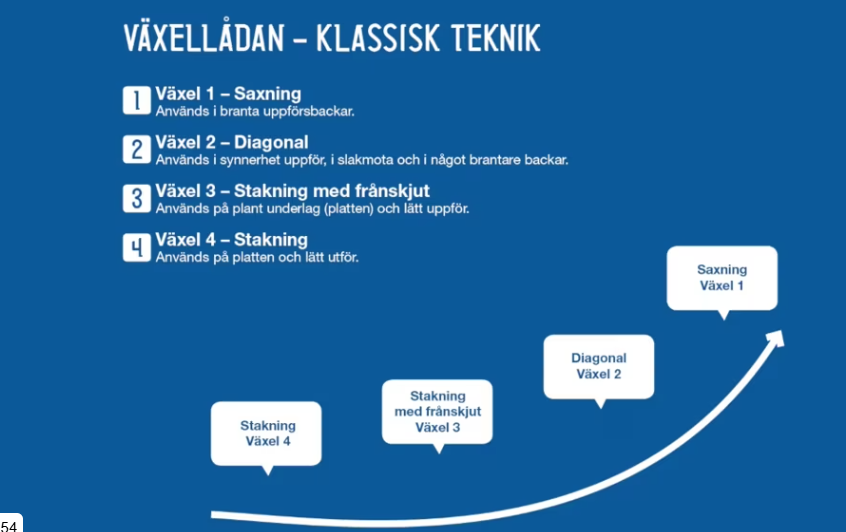 VÄXELLÅDAN – KLASSISK TEKNIK
1 Växel 1 – Saxning
Används i branta uppförsbackar.
2 Växel 2 – Diagonal
Används i synnerhet uppför, i slakmota och i något brantare backar.
3 Växel 3 – Stakning med frånskjut
Används på plant underlag (platten) och lätt uppför.
4 Växel 4 – Stakning
Används på platten och lätt utför.
Saxning
Växel 1
Diagonal
Växel 2
Stakning
med frånskjut
Växel 3
Stakning
Växel 4
54